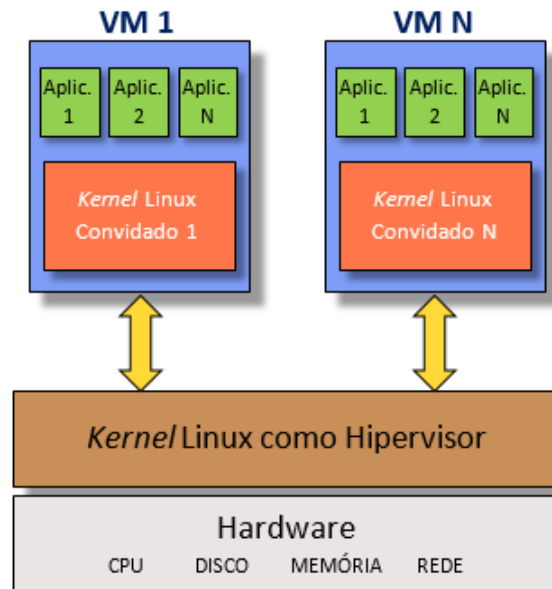 VM 1
Aplic.
1
Aplic.
2
Aplic.
N
Kernel Linux
Convidado 1
VM N
Aplic.
1
Aplic.
2
Aplic.
N
Kernel Linux
Convidado N
Kernel Linux como Hipervisor
Hardware
CPU DISCO MEMÓRIA REDE